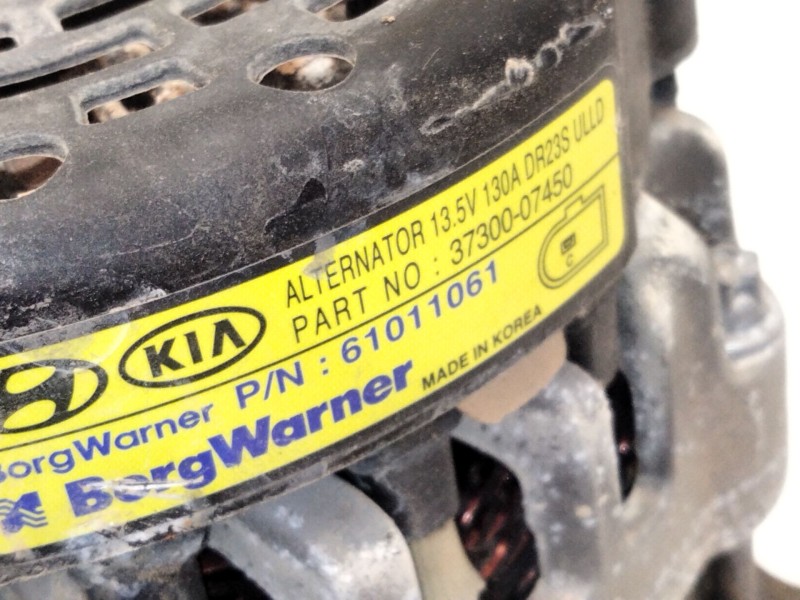 ALTERNATOR 13.5V 130A DR23S ULLD
KIA PART NO : 37300-07450
C
BorgWarner P/N : 61011061
BorgWarner MADE IN KOREA